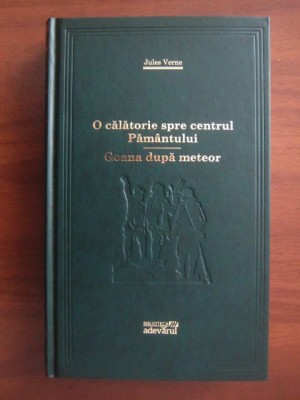 Jules Verne
O călătorie spre centrul
Pământului
Goana după meteor
BIBLIOTECA
adevărul